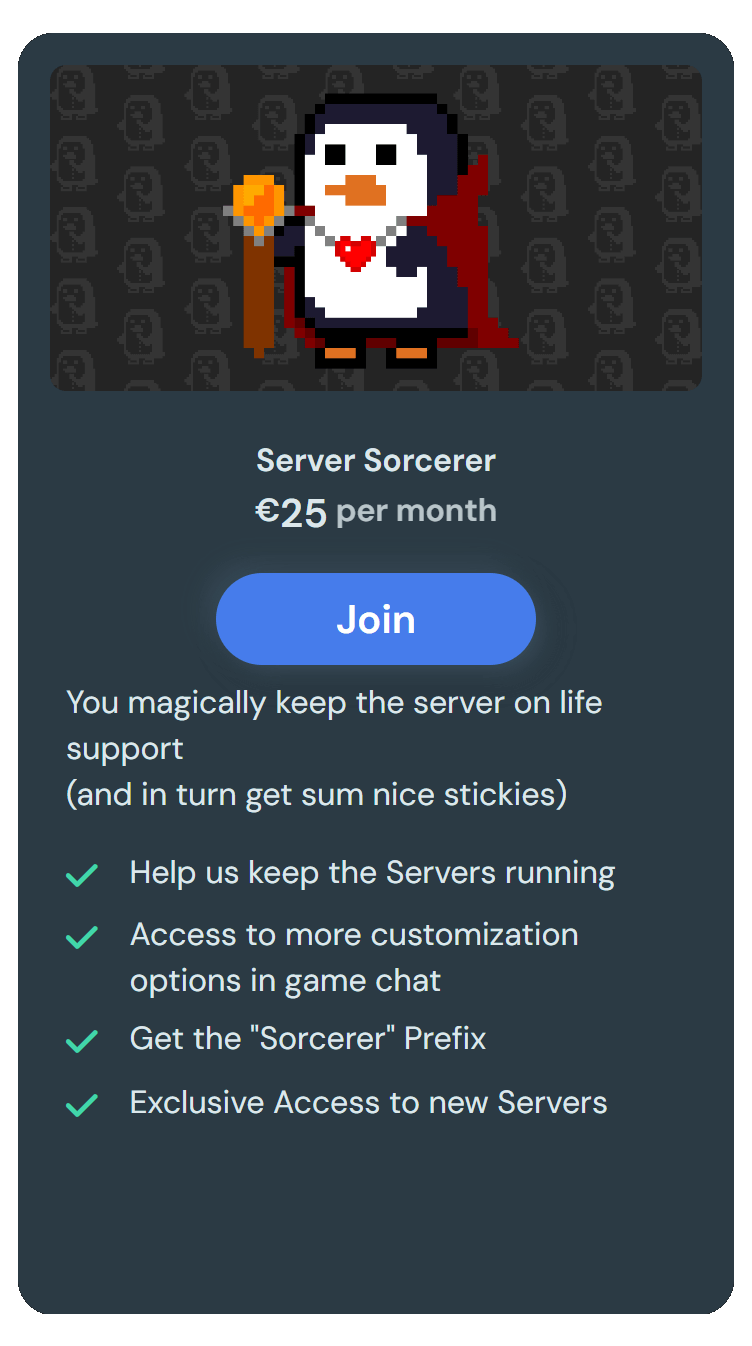 Server Sorcerer
€25 per month
Join
You magically keep the server on life
support
(and in turn get sum nice stickies)
Help us keep the Servers running
Access to more customization
options in game chat
Get the "Sorcerer" Prefix
Exclusive Access to new Servers